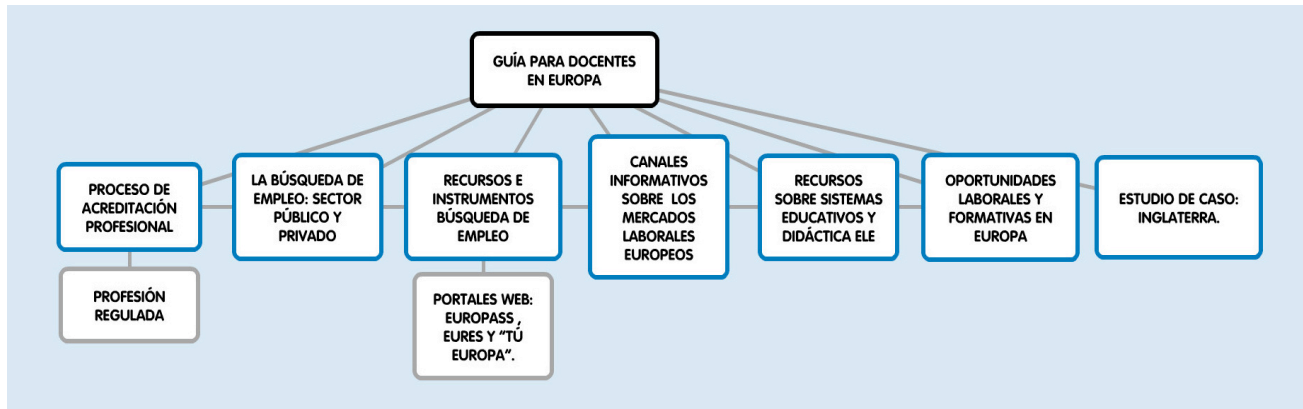 GUÍA PARA DOCENTES
EN EUROPA
PROCESO DE
ACREDITACIÓN
PROFESIONAL
LA BÚSQUEDA DE
EMPLEO: SECTOR
PÚBLICO Y
PRIVADO
RECURSOS E
INSTRUMENTOS
BÚSQUEDA DE
EMPLEO
CANALES
INFORMATIVOS
SOBRE LOS
MERCADOS
LABORALES
EUROPEOS
RECURSOS
SOBRE SISTEMAS
EDUCATIVOS Y
DIDÁCTICA ELE
OPORTUNIDADES
LABORALES Y
FORMATIVAS EN
EUROPA
ESTUDIO DE CASO:
INGLATERRA.
PROFESIÓN
REGULADA
PORTALES WEB:
EUROPASS ,
EURES Y “TÚ
EUROPA”.